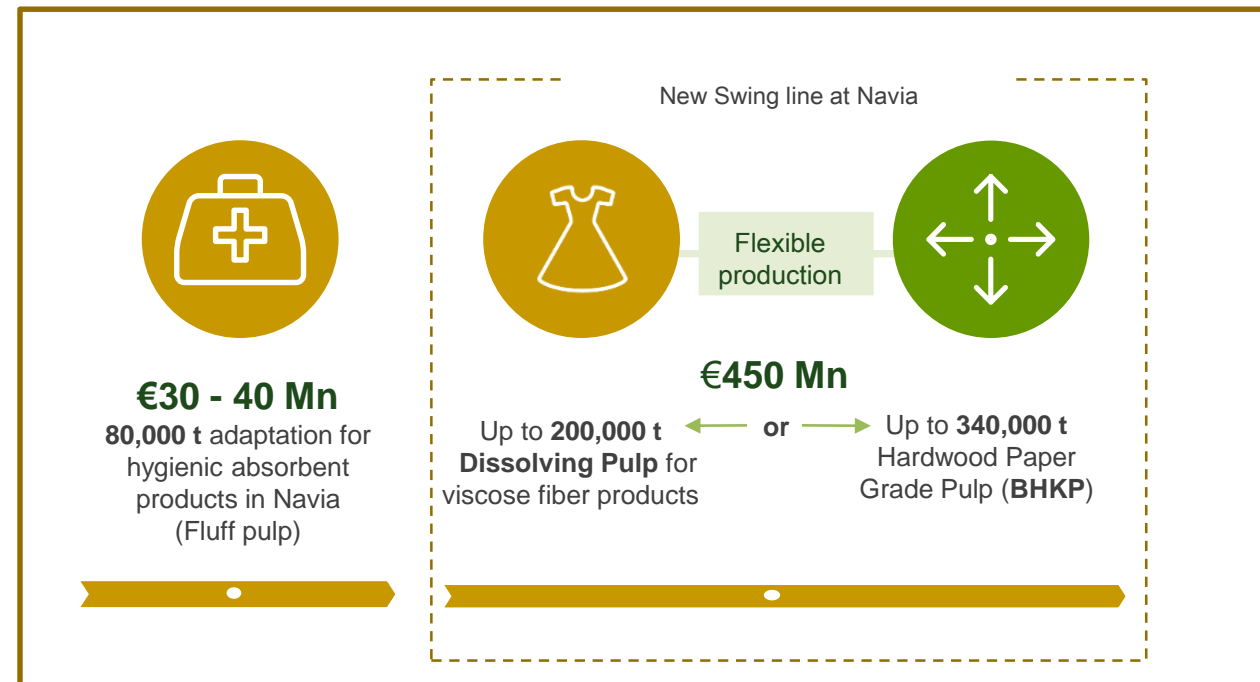 New Swing line at Navia
Flexible
production
€30 - 40 Mn
80,000 t adaptation for
hygienic absorbent
products in Navia
(Fluff pulp)
€450 Mn
Up to 200,000 t
Dissolving Pulp for
viscose fiber products
or
Up to 340,000 t
Hardwood Paper
Grade Pulp (BHKP)